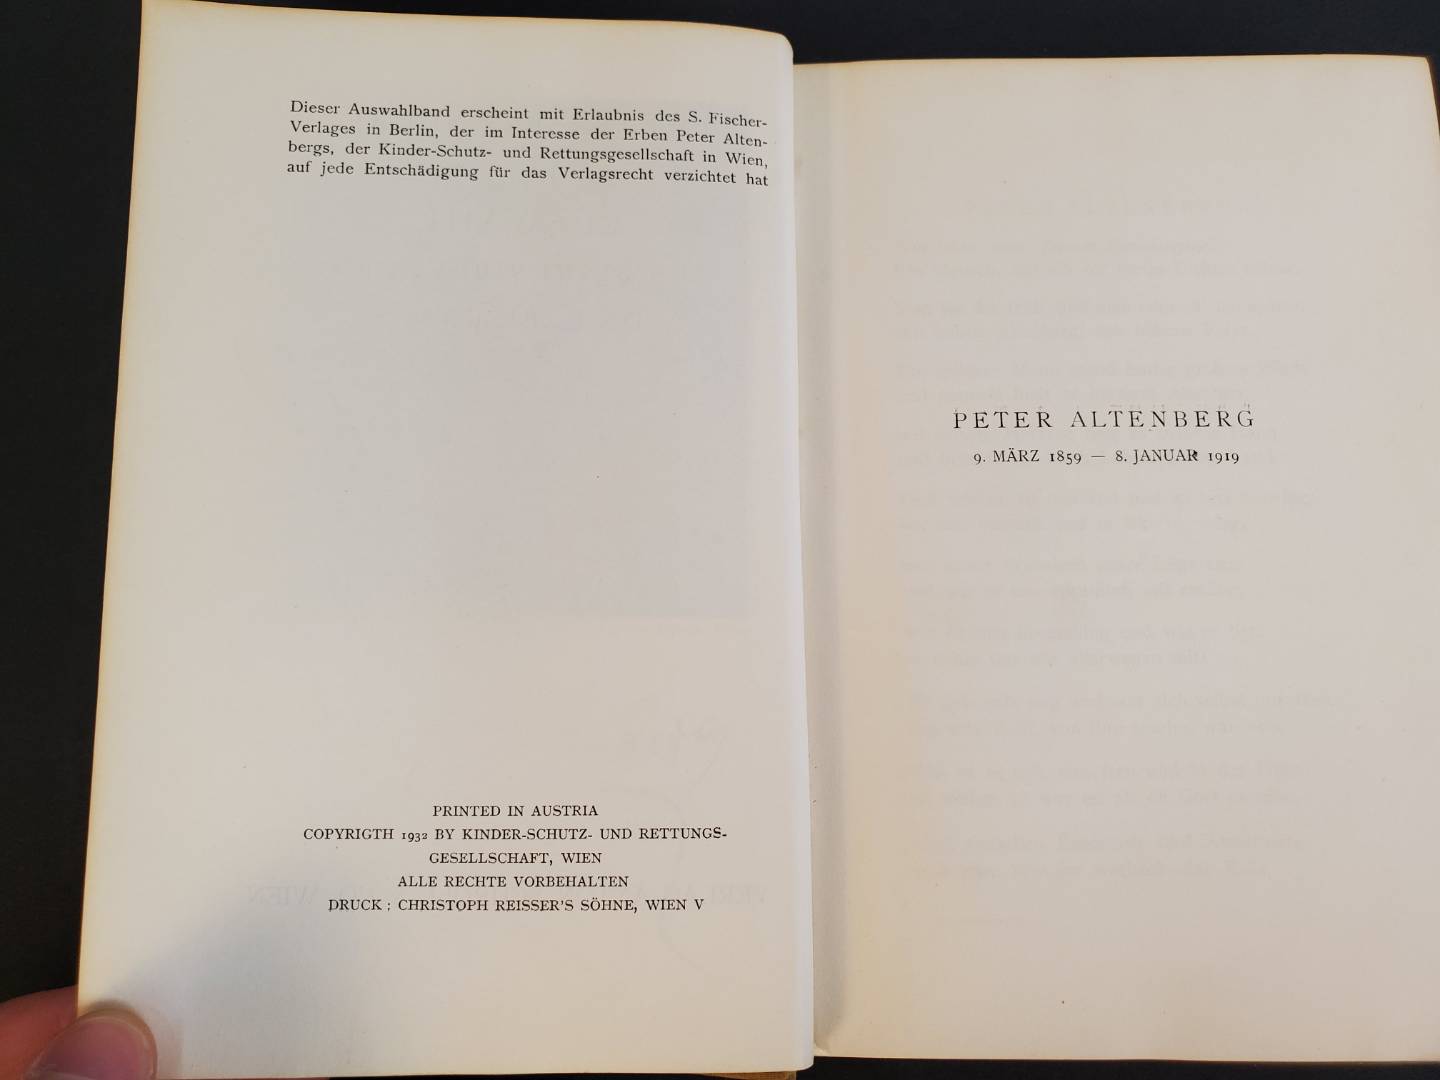 Dieser Auswahlband erscheint mit Erlaubnis des S. Fischer-
Verlages in Berlin, der im Interesse der Erben Peter Alten-
bergs, der Kinder-Schutz- und Rettungsgesellschaft in Wien,
auf jede Entschädigung für das Verlagsrecht verzichtet hat
PRINTED IN AUSTRIA
COPYRIGTH 1932 BY KINDER-SCHUTZ- UND RETTUNGS-
GESELLSCHAFT, WIEN
ALLE RECHTE VORBEHALTEN
DRUCK : CHRISTOPH REISSER'S SÖHNE, WIEN V
PETER ALTENBERG
9. MÄRZ 1859 — 8. JANUAR 1919